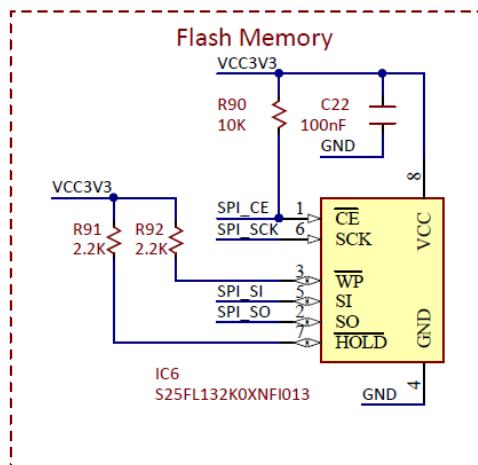 Flash Memory
VCC3V3
R90
10K
C22
100nF
GND
8
VCC3V3
SPI_CE
1
CE
VCC
R91
2.2K
R92
2.2K
SPI_SCK
6
SCK
3
WP
SPI_SI
5
SI
SPI_SO
2
SO
GND
7
HOLD
IC6
S25FL132K0XNFI013
GND
4